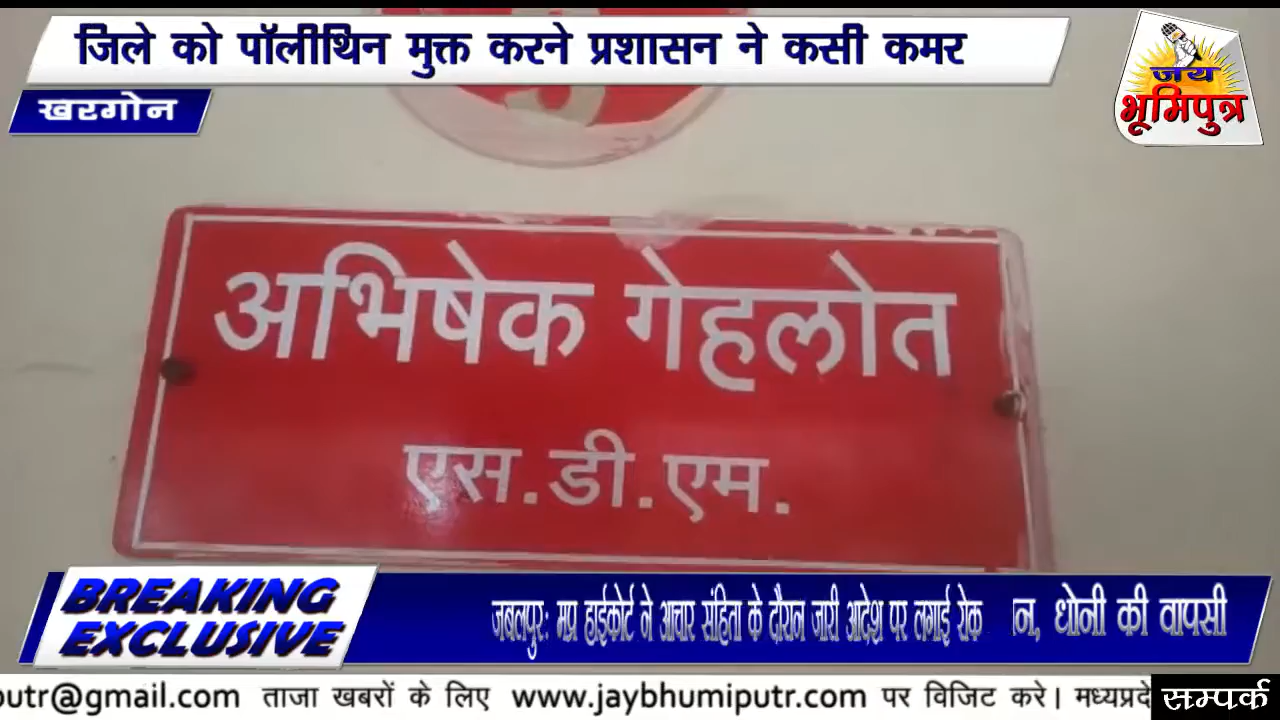 जिले को पॉलीथिन मुक्त करने प्रशासन ने कसी कमर
खरगोन
जय
भूमिपुत्र
अभिषेक गेहलोत
एस.डी.एम.
BREAKING
EXCLUSIVE
जबलपुर: मप्र हाईकोर्ट ने आचार संहिता के दौरान जारी आदेश पर लगाई रोक
धोनी की वापसी
putr@gmail.com ताजा खबरों के लिए www.jaybhumiputr.com पर विजिट करे। मध्यप्रदे
सम्पर्क